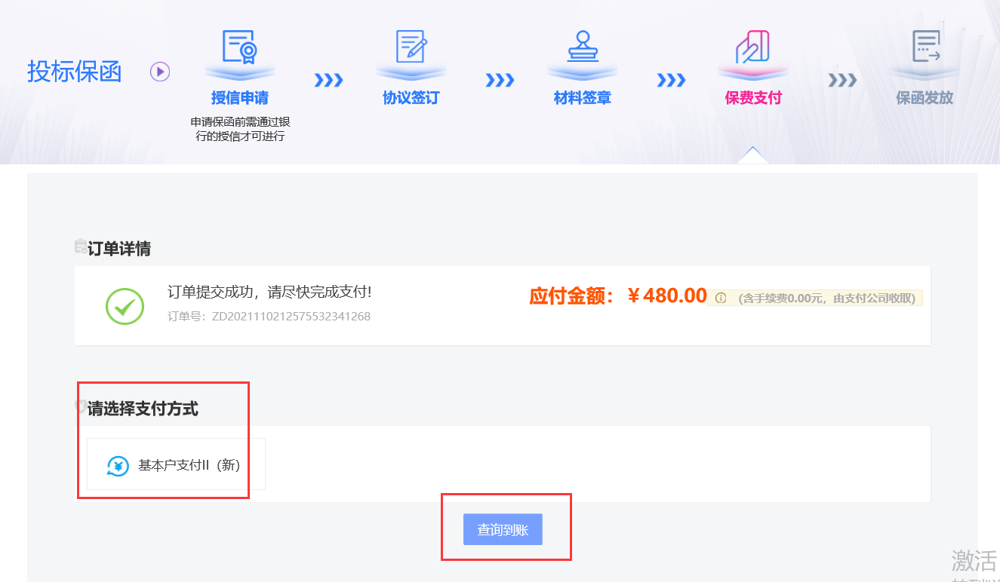 投标保函
授信申请
协议签订
材料签章
保费支付
保函发放
申请保函前需通过银
行的授信才可进行
订单详情
订单提交成功，请尽快完成支付!
应付金额：￥480.00
(含手续费0.00元，由支付公司收取)
订单号：ZD2021110212575532341268
请选择支付方式
基本户支付II（新）
查询到账
激活